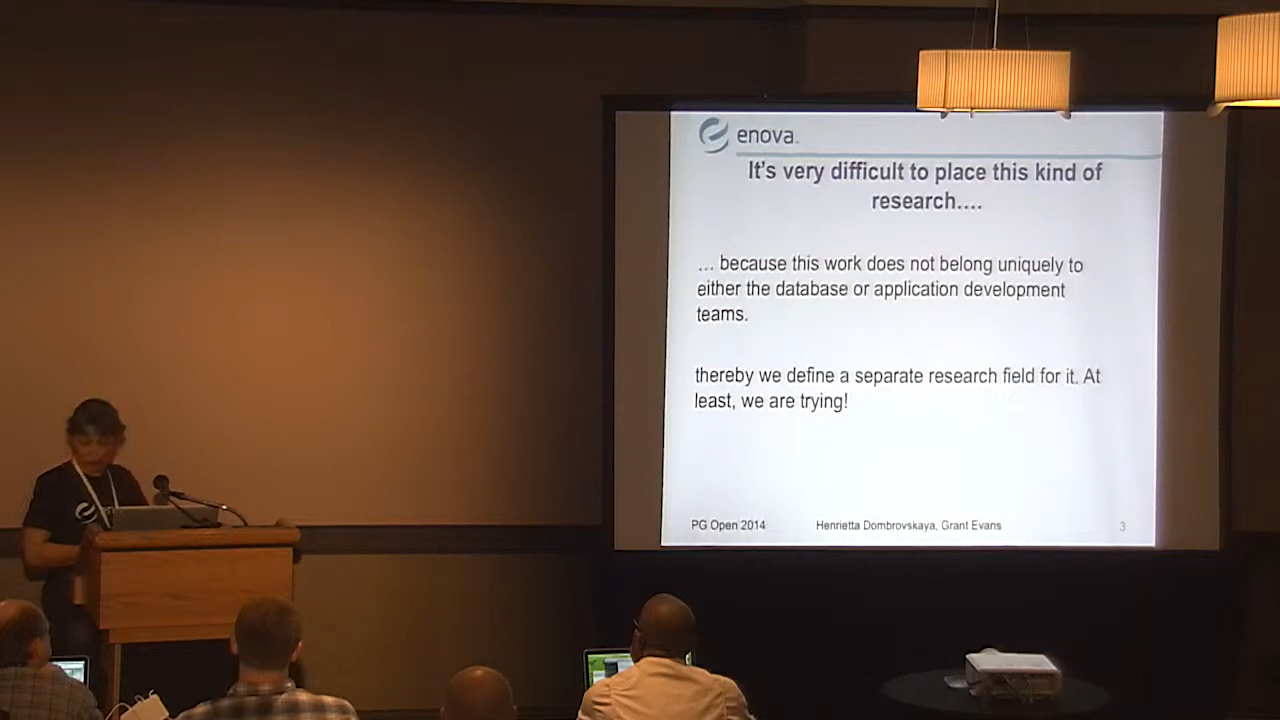 enova.
It's very difficult to place this kind of
research....
... because this work does not belong uniquely to
either the database or application development
teams.
thereby we define a separate research field for it. At
least, we are trying!
PG Open 2014
Henrietta Dombrovskaya, Grant Evans
3